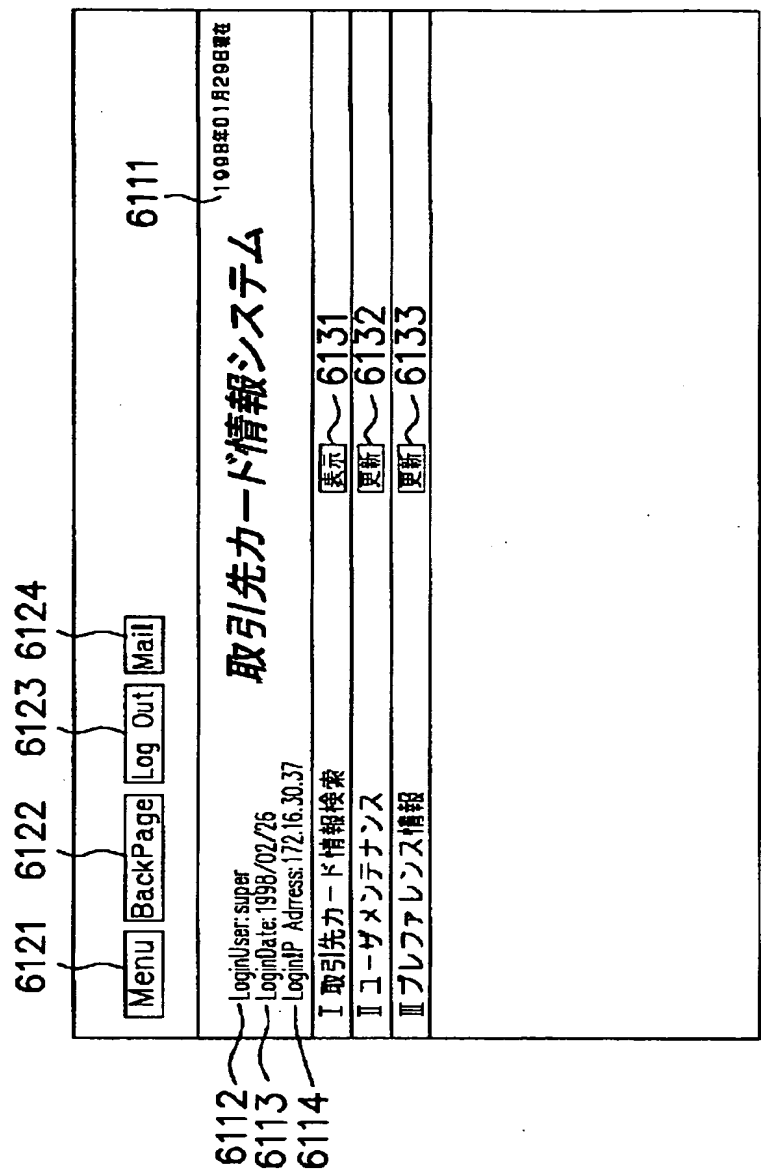 6121 6122 6123 6124
Menu BackPage Log Out Mail
6111
1998年01月29日現在
6112 LoginUser: super
6113 LoginDate: 1998/02/26
6114 LoginIP Adrress: 172.16.30.37
取引先カード情報システム
I 取引先カード情報検索 表示 6131
II ユーザメンテナンス 更新 6132
III プレファレンス情報 更新 6133